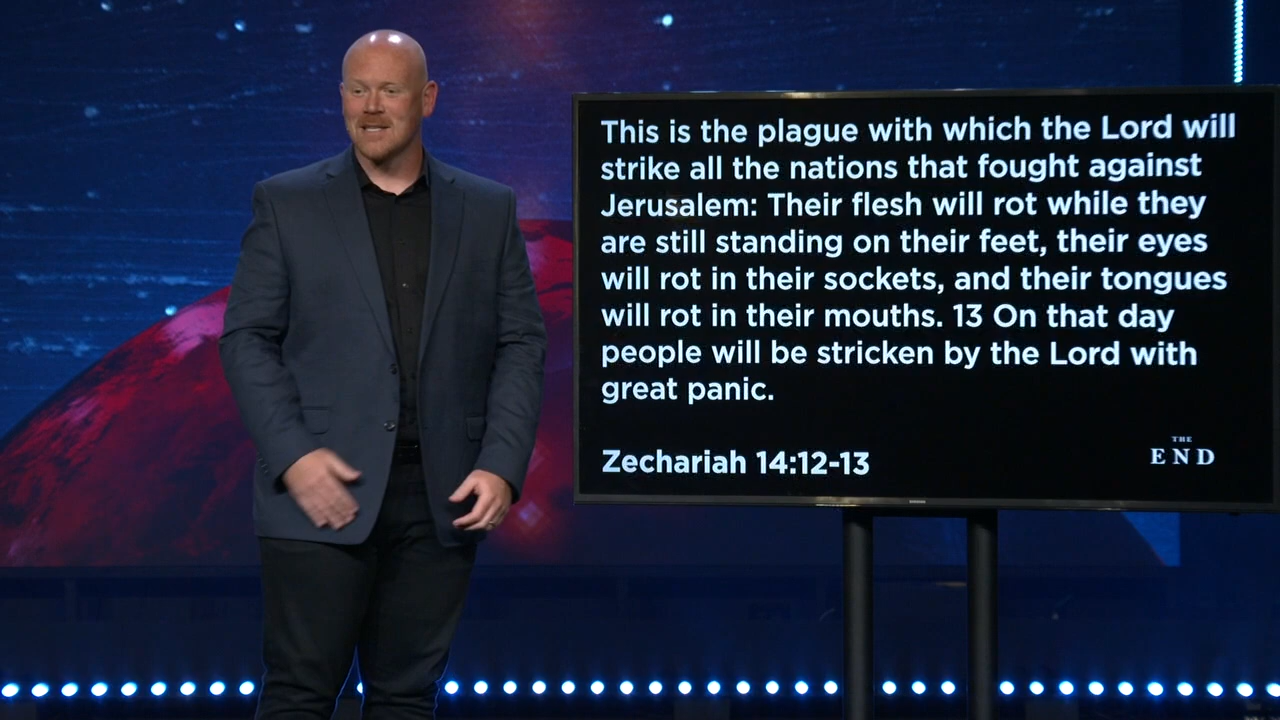 This is the plague with which the Lord will
strike all the nations that fought against
Jerusalem: Their flesh will rot while they
are still standing on their feet, their eyes
will rot in their sockets, and their tongues
will rot in their mouths. 13 On that day
people will be stricken by the Lord with
great panic.
Zechariah 14:12-13
THE
END